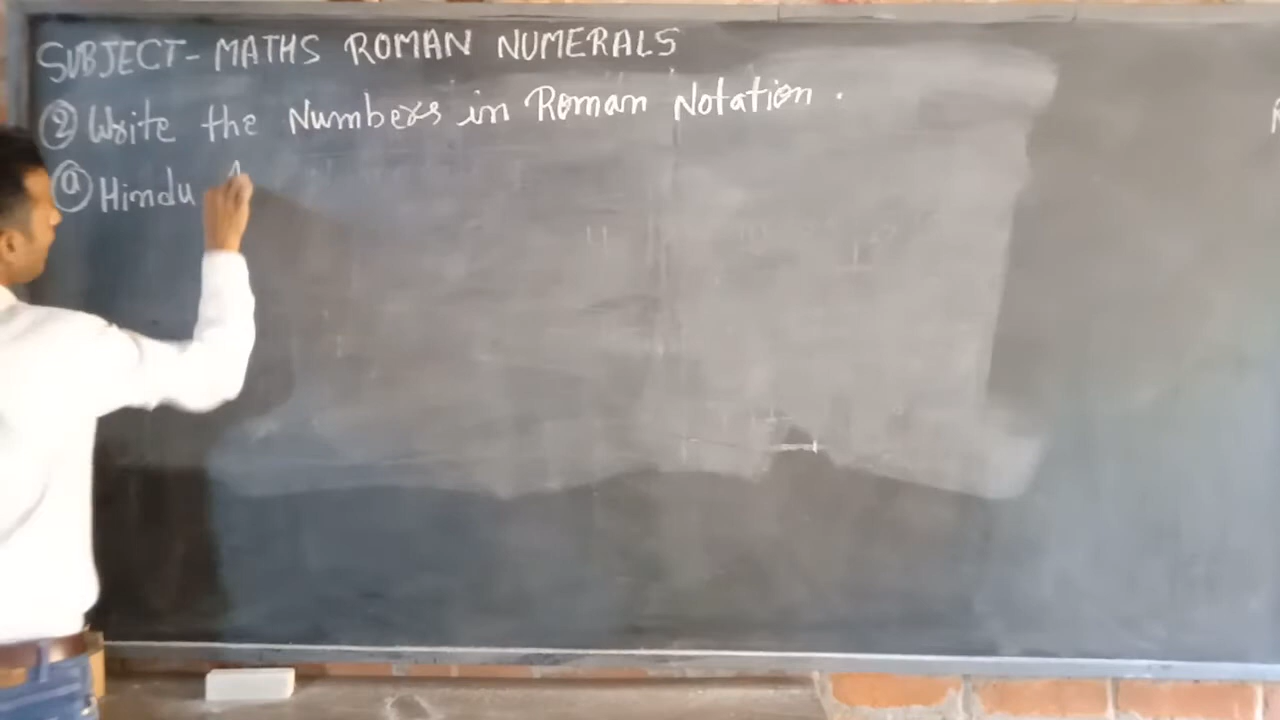 SUBJECT- MATHS ROMAN NUMERALS
② Write the Numbers in Roman Notation.
ⓐ Hindu